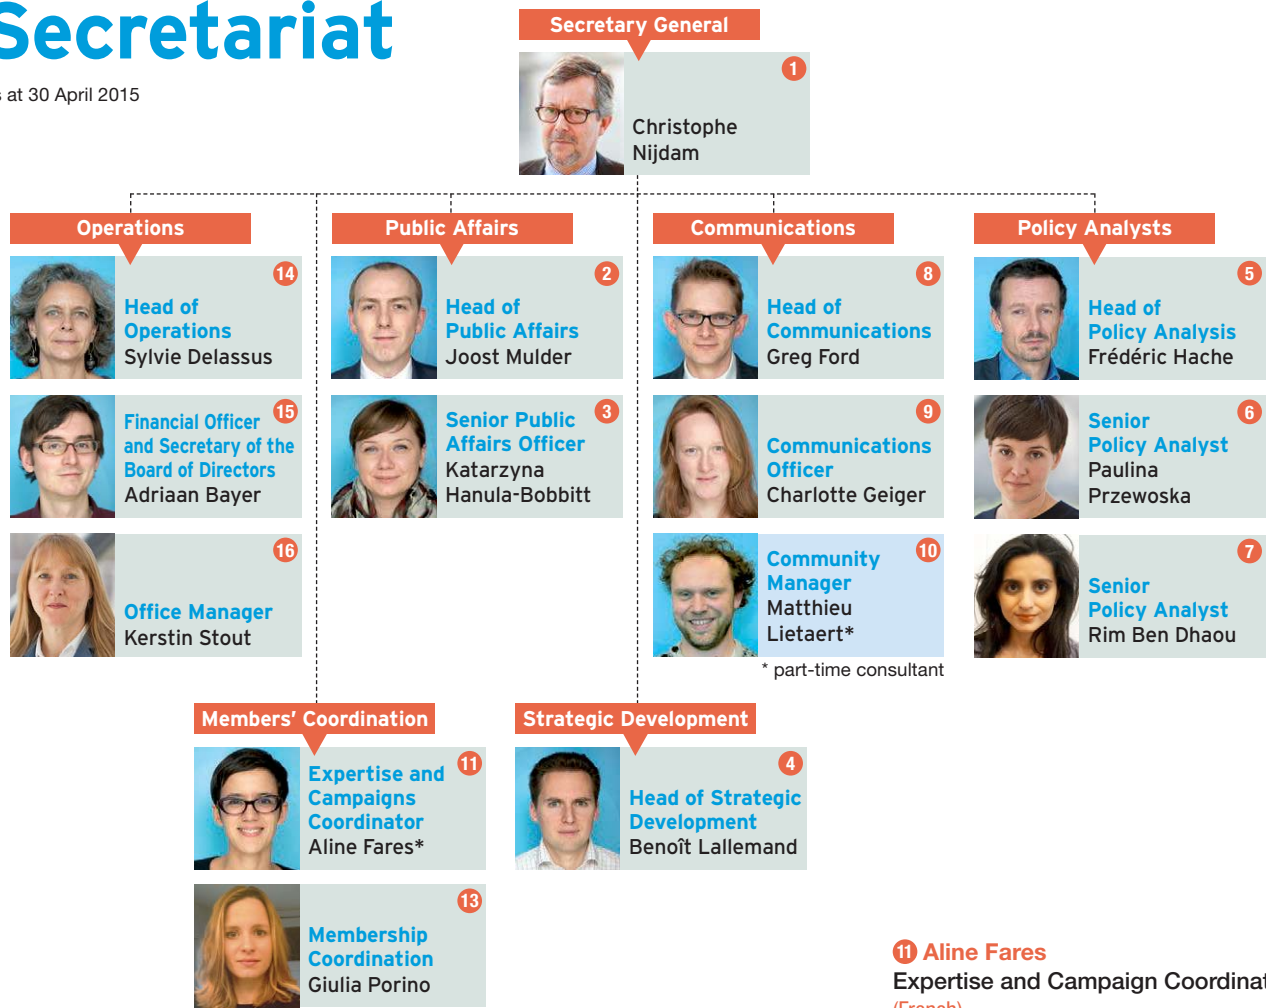 Secretariat
s at 30 April 2015
Secretary General
1
Christophe
Nijdam
Operations
14
Head of
Operations
Sylvie Delassus
15
Financial Officer
and Secretary of the
Board of Directors
Adriaan Bayer
16
Office Manager
Kerstin Stout
Public Affairs
2
Head of
Public Affairs
Joost Mulder
3
Senior Public
Affairs Officer
Katarzyna
Hanula-Bobbitt
Communications
8
Head of
Communications
Greg Ford
9
Communications
Officer
Charlotte Geiger
10
Community
Manager
Matthieu
Lietaert*
* part-time consultant
Policy Analysts
5
Head of
Policy Analysis
Frédéric Hache
6
Senior
Policy Analyst
Paulina
Przewoska
7
Senior
Policy Analyst
Rim Ben Dhaou
Members’ Coordination
11
Expertise and
Campaigns
Coordinator
Aline Fares*
13
Membership
Coordination
Giulia Porino
Strategic Development
4
Head of Strategic
Development
Benoît Lallemand
11 Aline Fares
Expertise and Campaign Coordinat
(French)